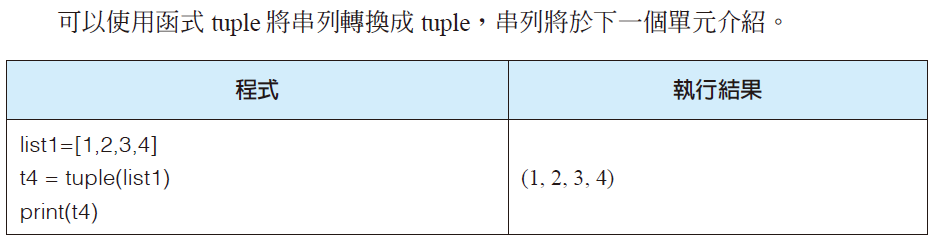 可以使用函式 tuple 將串列轉換成 tuple，串列將於下一個單元介紹。
程式
執行結果
list1=[1,2,3,4]
t4 = tuple(list1)
print(t4)
(1, 2, 3, 4)